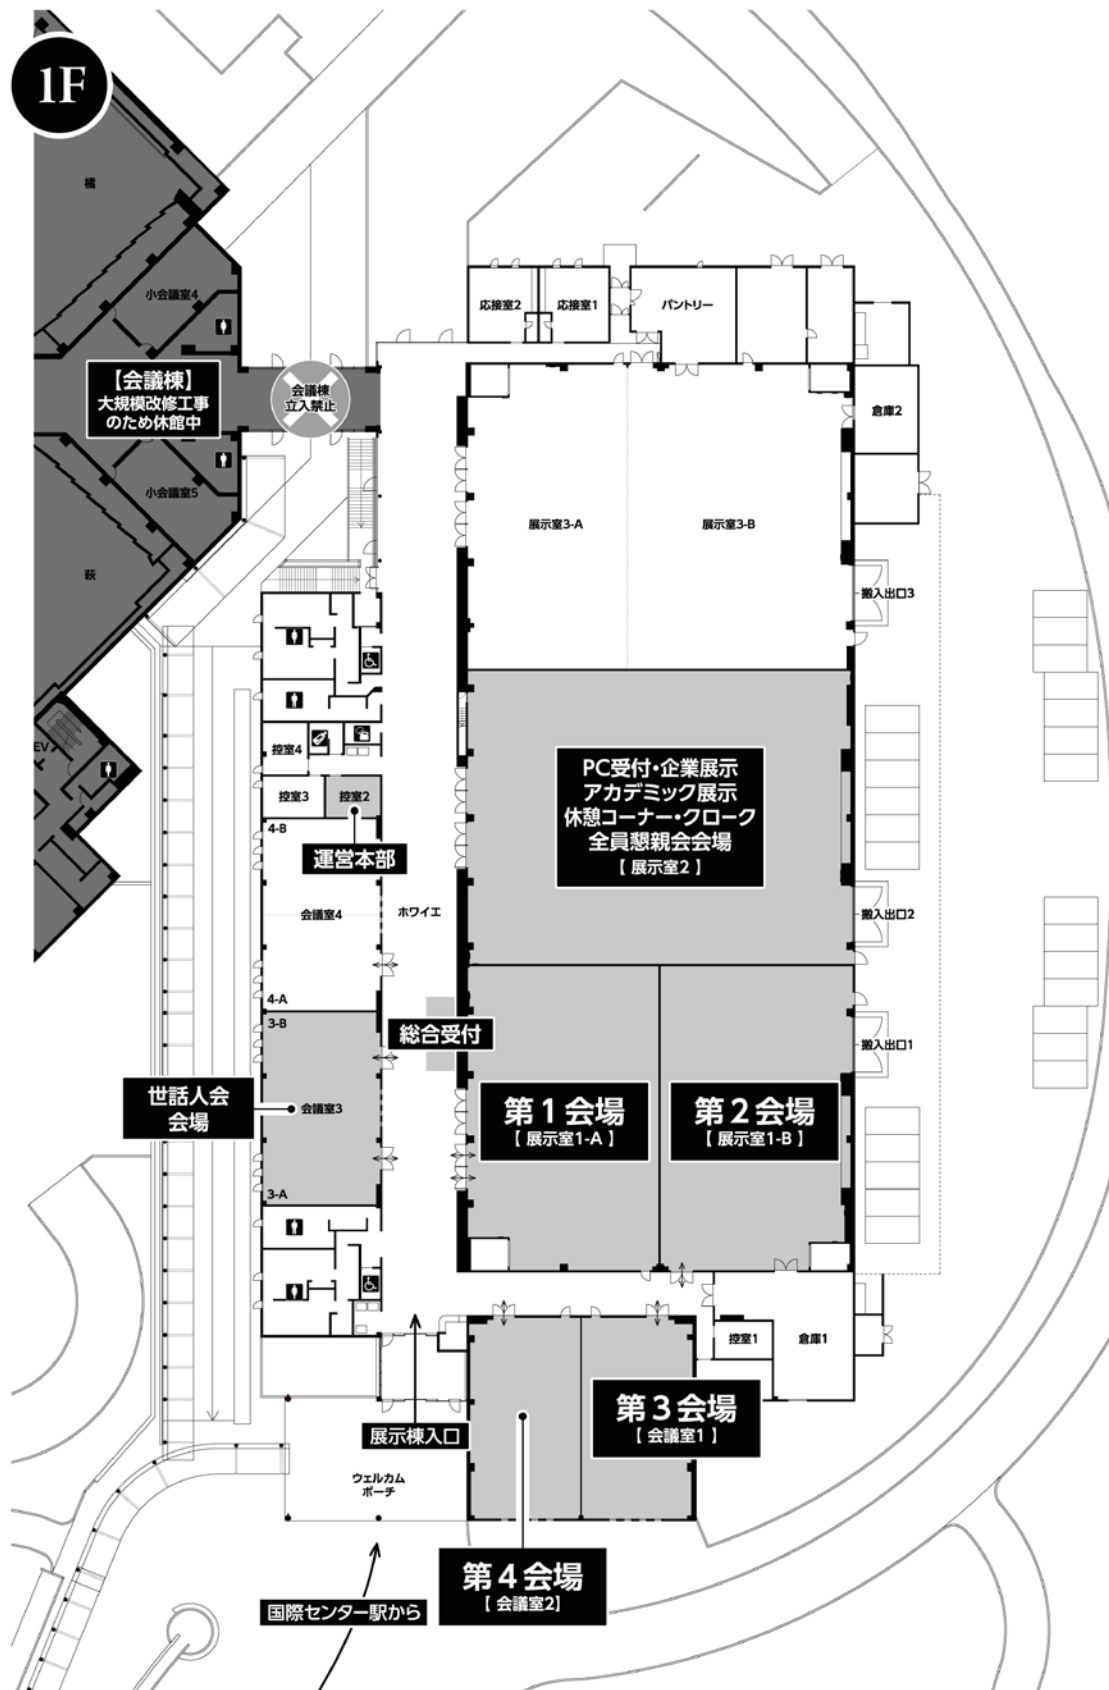 1F
橘
小会議室4
【会議棟】
大規模改修工事
のため休館中
会議棟
立入禁止
小会議室5
萩
EV
応接室2
応接室1
パントリー
倉庫2
展示室3-A
展示室3-B
搬入出口3
控室4
控室3
控室2
運営本部
4-B
会議室4
4-A
ホワイエ
PC受付・企業展示
アカデミック展示
休憩コーナー・クローク
全員懇親会会場
【 展示室2 】
搬入出口2
3-B
総合受付
世話人会
会場
会議室3
3-A
搬入出口1
第1会場
【 展示室1-A 】
第2会場
【 展示室1-B 】
控室1
倉庫1
第3会場
【 会議室1 】
展示棟入口
ウェルカム
ポーチ
第4会場
【 会議室2】
国際センター駅から